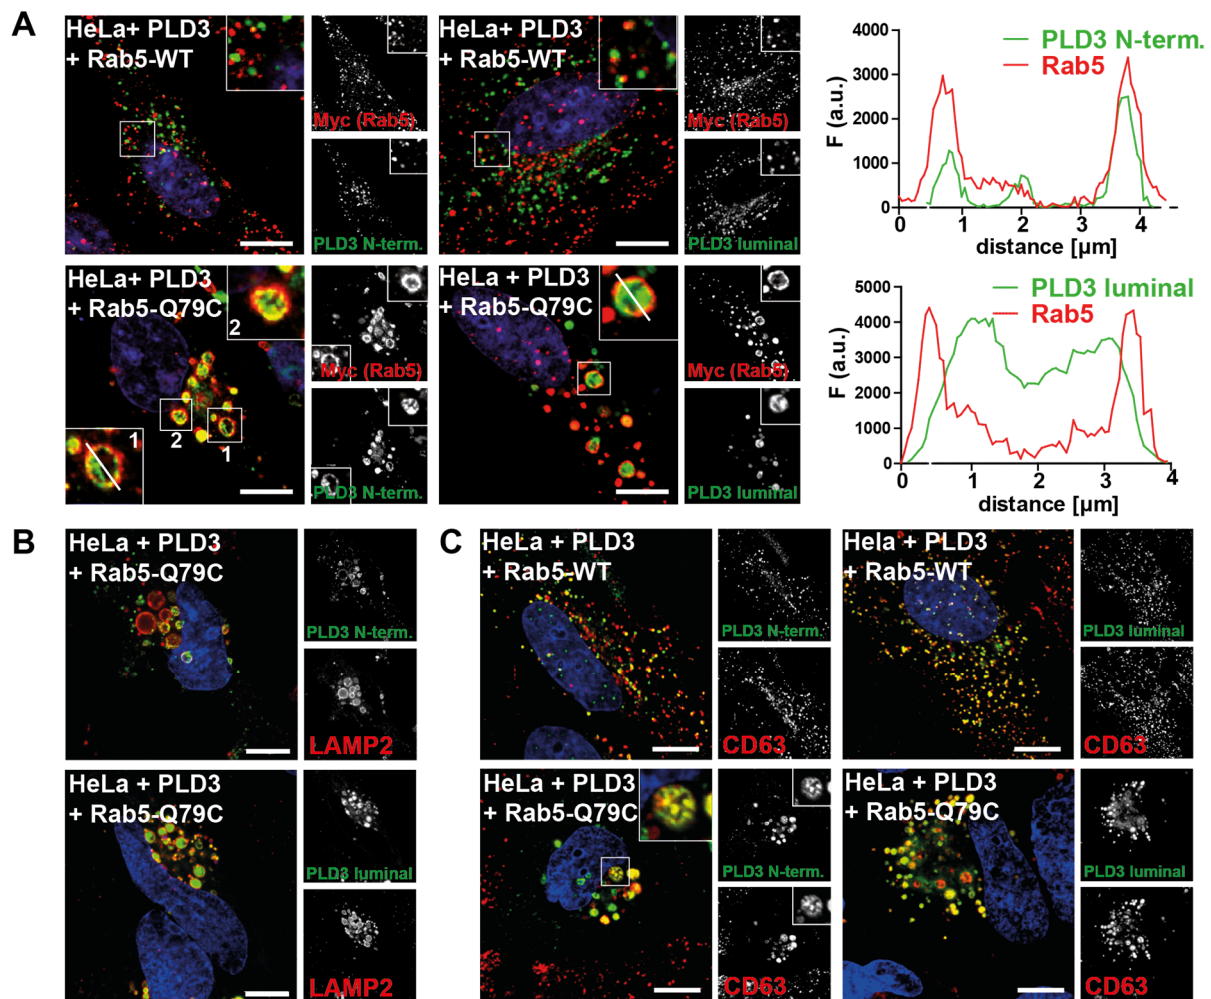 A
HeLa+ PLD3
+ Rab5-WT
Myc (Rab5)
PLD3 N-term.
HeLa + PLD3
+ Rab5-WT
Myc (Rab5)
PLD3 luminal
PLD3 N-term.
Rab5
F (a.u.)
4000
3000
2000
1000
0
0 1 2 3 4
distance [µm]
HeLa+ PLD3
+ Rab5-Q79C
2
1
2
1
Myc (Rab5)
PLD3 N-term.
HeLa + PLD3
+ Rab5-Q79C
Myc (Rab5)
PLD3 luminal
PLD3 luminal
Rab5
F (a.u.)
5000
4000
3000
2000
1000
0
0 1 2 3 4
distance [µm]
B
HeLa + PLD3
+ Rab5-Q79C
PLD3 N-term.
LAMP2
HeLa + PLD3
+ Rab5-Q79C
PLD3 luminal
LAMP2
C
HeLa + PLD3
+ Rab5-WT
PLD3 N-term.
CD63
HeLa + PLD3
+ Rab5-WT
PLD3 luminal
CD63
HeLa + PLD3
+ Rab5-Q79C
PLD3 N-term.
CD63
HeLa + PLD3
+ Rab5-Q79C
PLD3 luminal
CD63